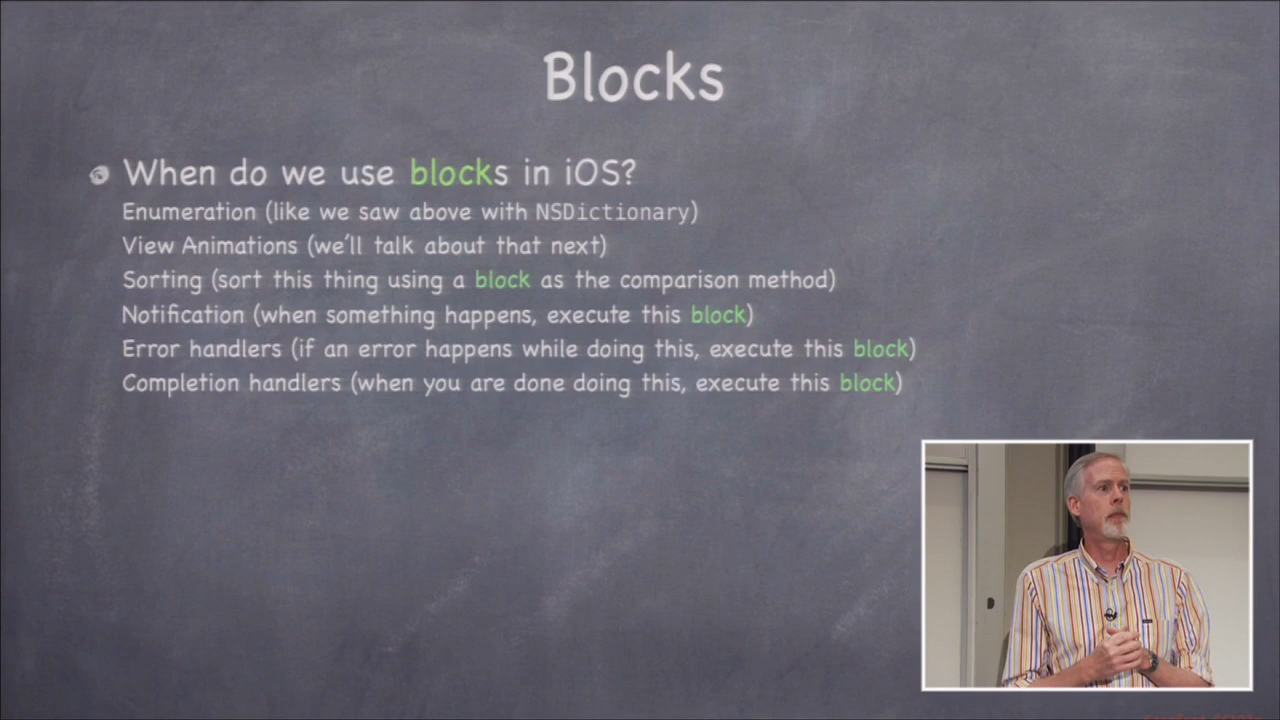 Blocks
When do we use blocks in iOS?
Enumeration (like we saw above with NSDictionary)
View Animations (we'll talk about that next)
Sorting (sort this thing using a block as the comparison method)
Notification (when something happens, execute this block)
Error handlers (if an error happens while doing this, execute this block)
Completion handlers (when you are done doing this, execute this block)